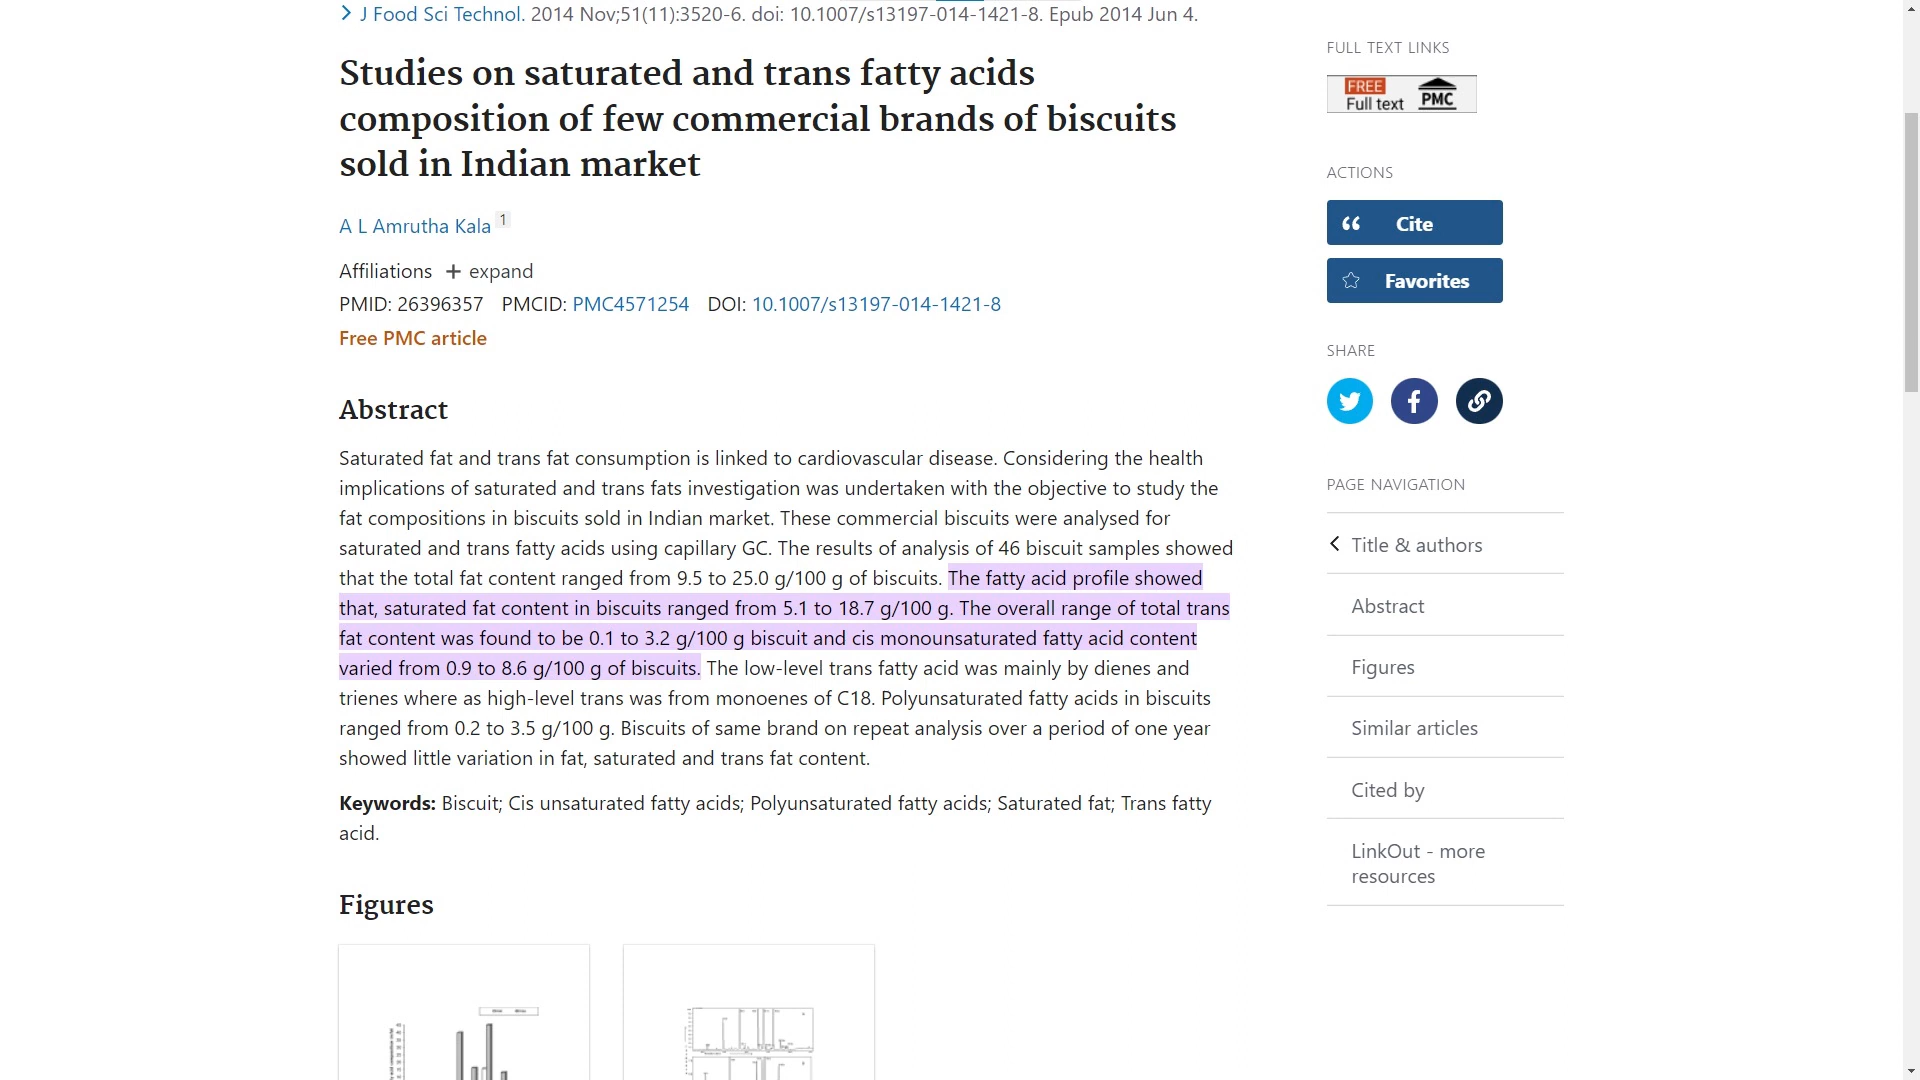 J Food Sci Technol. 2014 Nov;51(11):3520-6. doi: 10.1007/s13197-014-1421-8. Epub 2014 Jun 4.
Studies on saturated and trans fatty acids
composition of few commercial brands of biscuits
sold in Indian market
A L Amrutha Kala 1
Affiliations + expand
PMID: 26396357 PMCID: PMC4571254 DOI: 10.1007/s13197-014-1421-8
Free PMC article
Abstract
Saturated fat and trans fat consumption is linked to cardiovascular disease. Considering the health
implications of saturated and trans fats investigation was undertaken with the objective to study the
fat compositions in biscuits sold in Indian market. These commercial biscuits were analysed for
saturated and trans fatty acids using capillary GC. The results of analysis of 46 biscuit samples showed
that the total fat content ranged from 9.5 to 25.0 g/100 g of biscuits. The fatty acid profile showed
that, saturated fat content in biscuits ranged from 5.1 to 18.7 g/100 g. The overall range of total trans
fat content was found to be 0.1 to 3.2 g/100 g biscuit and cis monounsaturated fatty acid content
varied from 0.9 to 8.6 g/100 g of biscuits. The low-level trans fatty acid was mainly by dienes and
trienes where as high-level trans was from monoenes of C18. Polyunsaturated fatty acids in biscuits
ranged from 0.2 to 3.5 g/100 g. Biscuits of same brand on repeat analysis over a period of one year
showed little variation in fat, saturated and trans fat content.
Keywords: Biscuit; Cis unsaturated fatty acids; Polyunsaturated fatty acids; Saturated fat; Trans fatty
acid.
Figures
FULL TEXT LINKS
FREE
Full text PMC
ACTIONS
Cite
Favorites
SHARE
PAGE NAVIGATION
Title & authors
Abstract
Figures
Similar articles
Cited by
LinkOut - more
resources